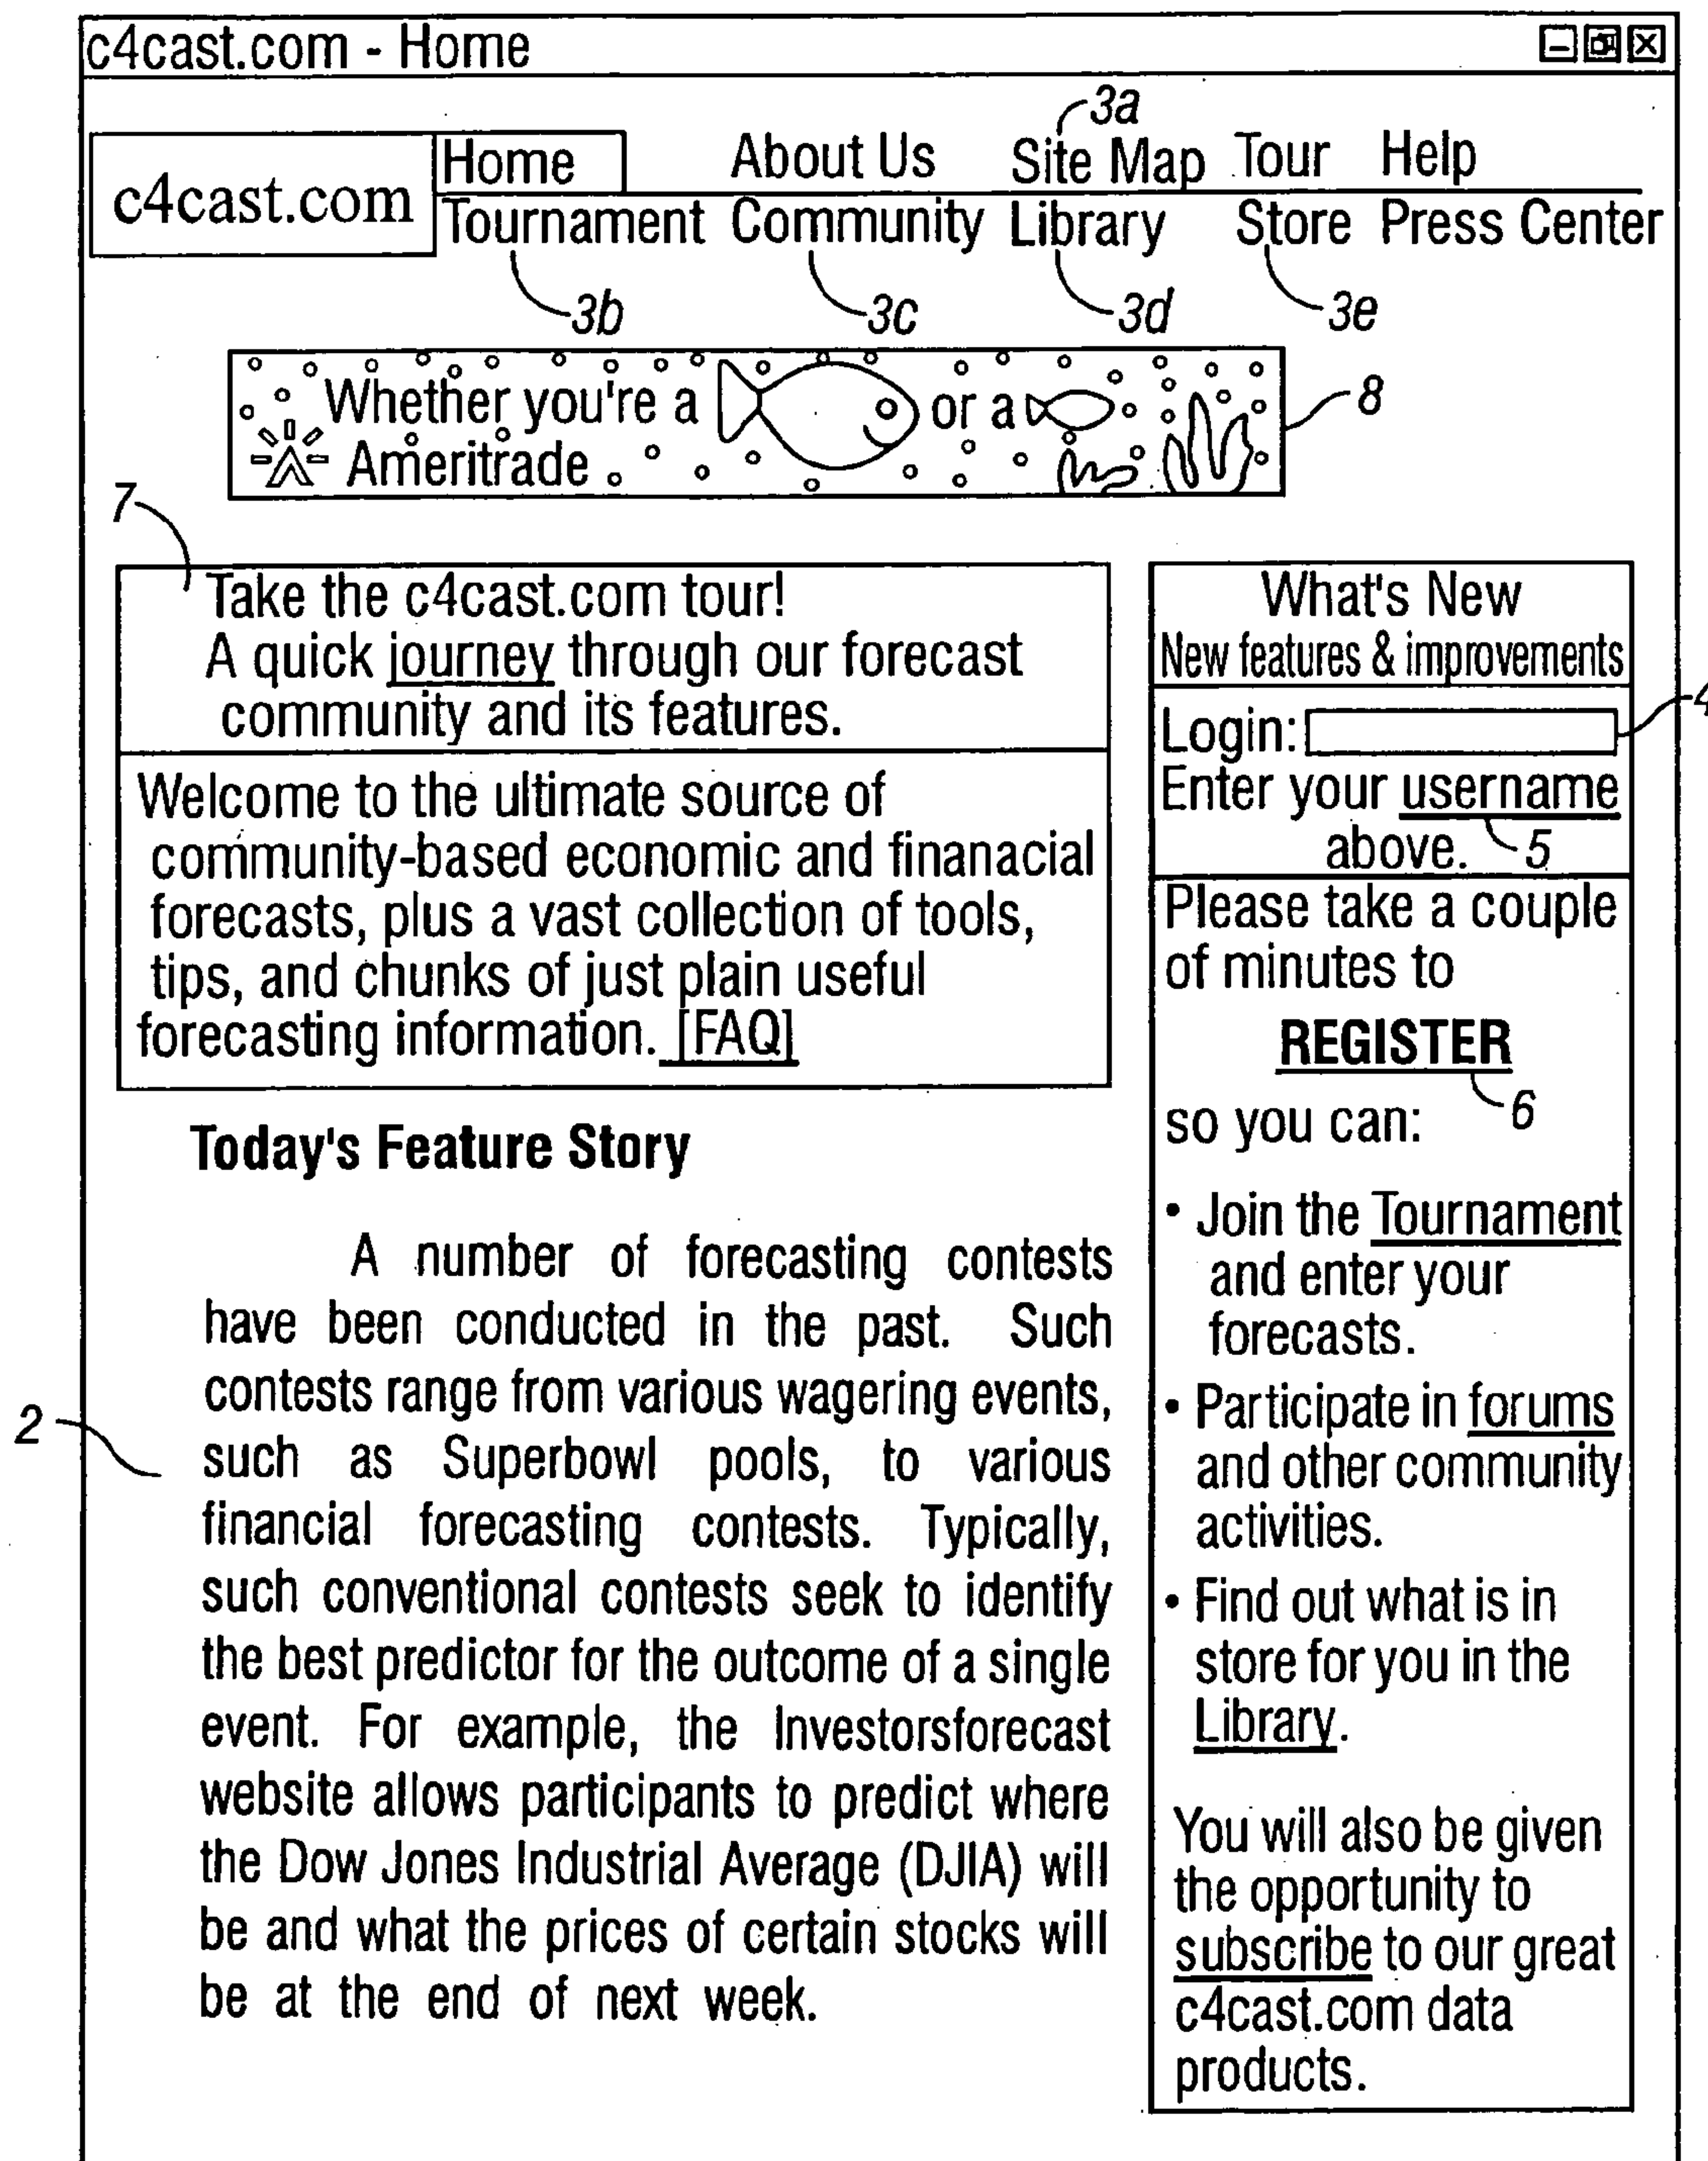 c4cast.com - Home
3a
c4cast.com
Home About Us Site Map Tour Help
Tournament Community Library Store Press Center
3b 3c 3d 3e
Whether you're a or a
Ameritrade
8
7
Take the c4cast.com tour!
A quick journey through our forecast
community and its features.
Welcome to the ultimate source of
community-based economic and finanacial
forecasts, plus a vast collection of tools,
tips, and chunks of just plain useful
forecasting information. [FAQ]
Today's Feature Story
A number of forecasting contests
have been conducted in the past. Such
contests range from various wagering events,
such as Superbowl pools, to various
financial forecasting contests. Typically,
such conventional contests seek to identify
the best predictor for the outcome of a single
event. For example, the Investorsforecast
website allows participants to predict where
the Dow Jones Industrial Average (DJIA) will
be and what the prices of certain stocks will
be at the end of next week.
2
What's New
New features & improvements
Login:
4
Enter your username
above. 5
Please take a couple
of minutes to
REGISTER
6
so you can:
• Join the Tournament
and enter your
forecasts.
• Participate in forums
and other community
activities.
• Find out what is in
store for you in the
Library.
You will also be given
the opportunity to
subscribe to our great
c4cast.com data
products.